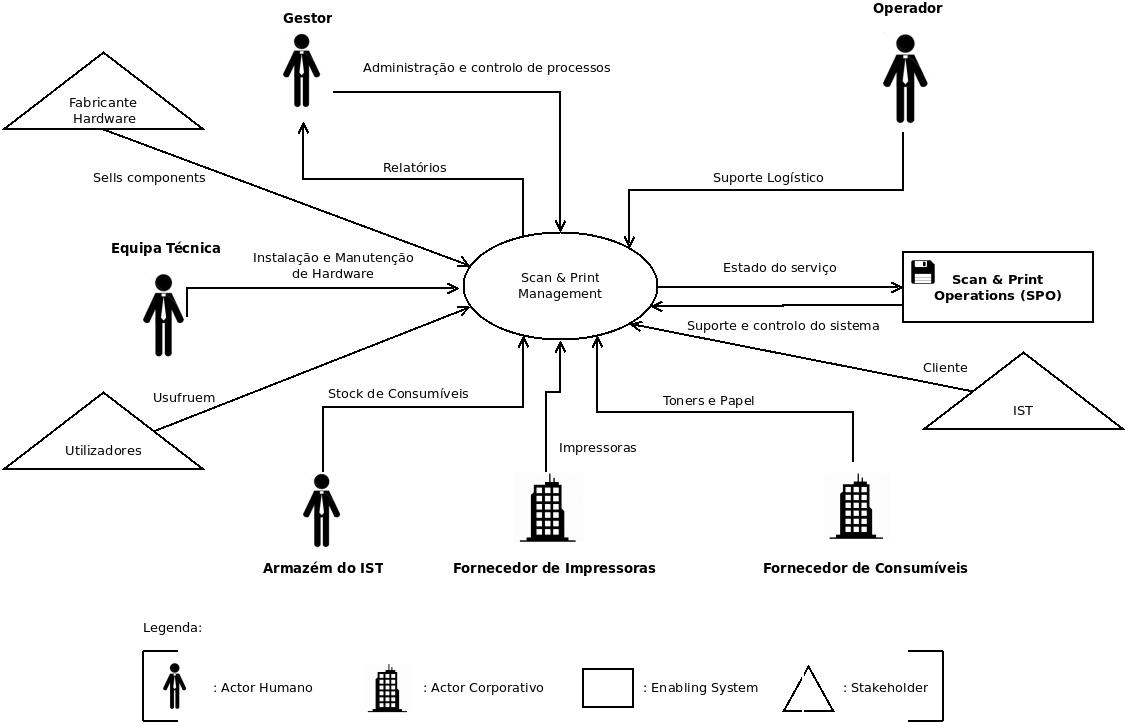 Gestor
Operador
Administração e controlo de processos
Fabricante
Hardware
Relatórios
Sells components
Suporte Logístico
Equipa Técnica
Instalação e Manutenção
de Hardware
Scan & Print
Management
Estado do serviço
Scan & Print
Operations (SPO)
Suporte e controlo do sistema
Cliente
Usufruem
Stock de Consumíveis
Toners e Papel
IST
Utilizadores
Impressoras
Armazém do IST
Fornecedor de Impressoras
Fornecedor de Consumíveis
Legenda:
: Actor Humano
: Actor Corporativo
: Enabling System
: Stakeholder